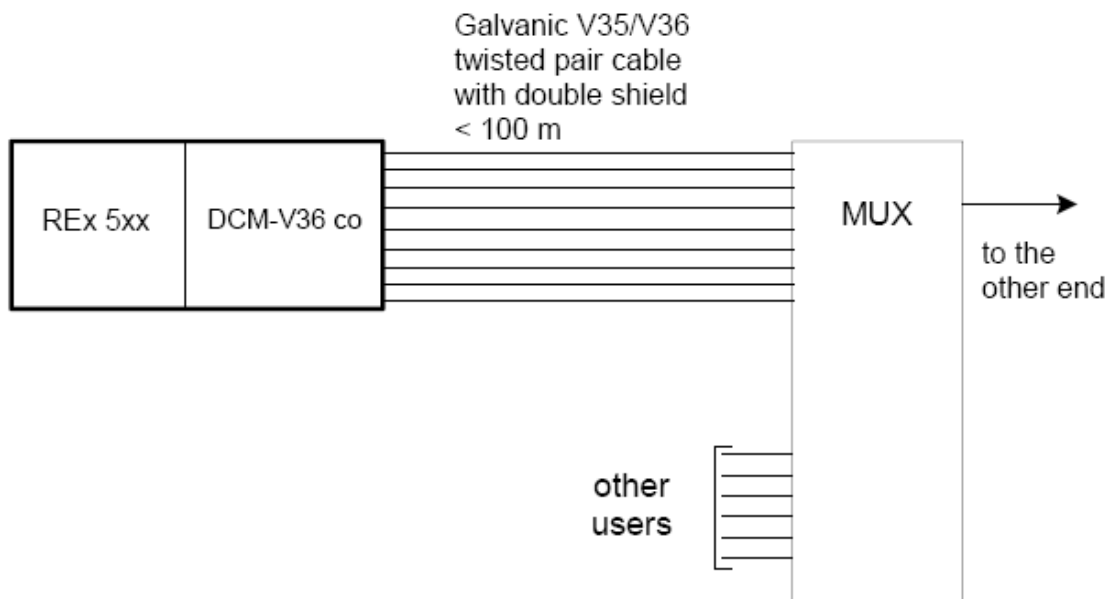 Galvanic V35/V36
twisted pair cable
with double shield
< 100 m
REx 5xx
DCM-V36 co
MUX
to the
other end
other
users